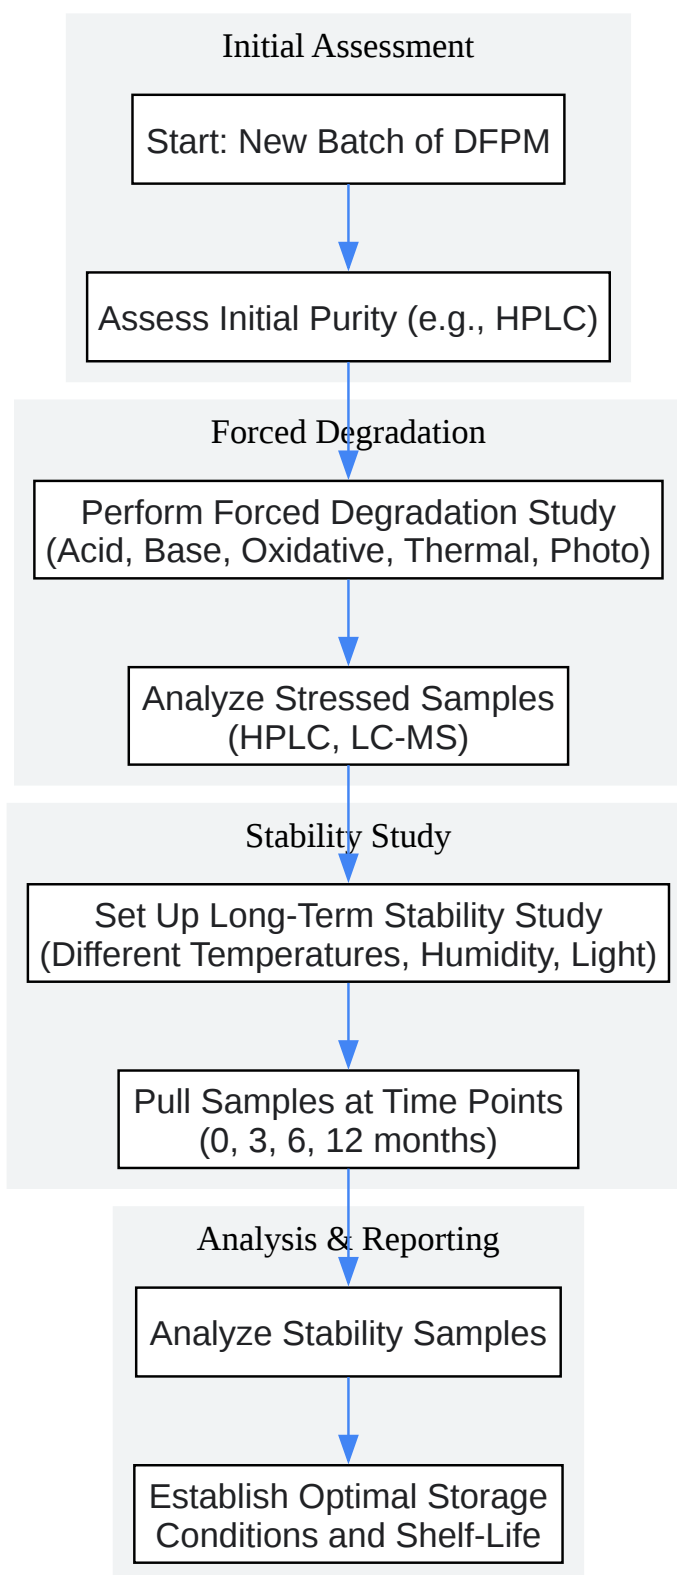 Initial Assessment
Start: New Batch of DFPM
Assess Initial Purity (e.g., HPLC)
Forced Degradation
Perform Forced Degradation Study
(Acid, Base, Oxidative, Thermal, Photo)
Analyze Stressed Samples
(HPLC, LC-MS)
Stability Study
Set Up Long-Term Stability Study
(Different Temperatures, Humidity, Light)
Pull Samples at Time Points
(0, 3, 6, 12 months)
Analysis & Reporting
Analyze Stability Samples
Establish Optimal Storage
Conditions and Shelf-Life